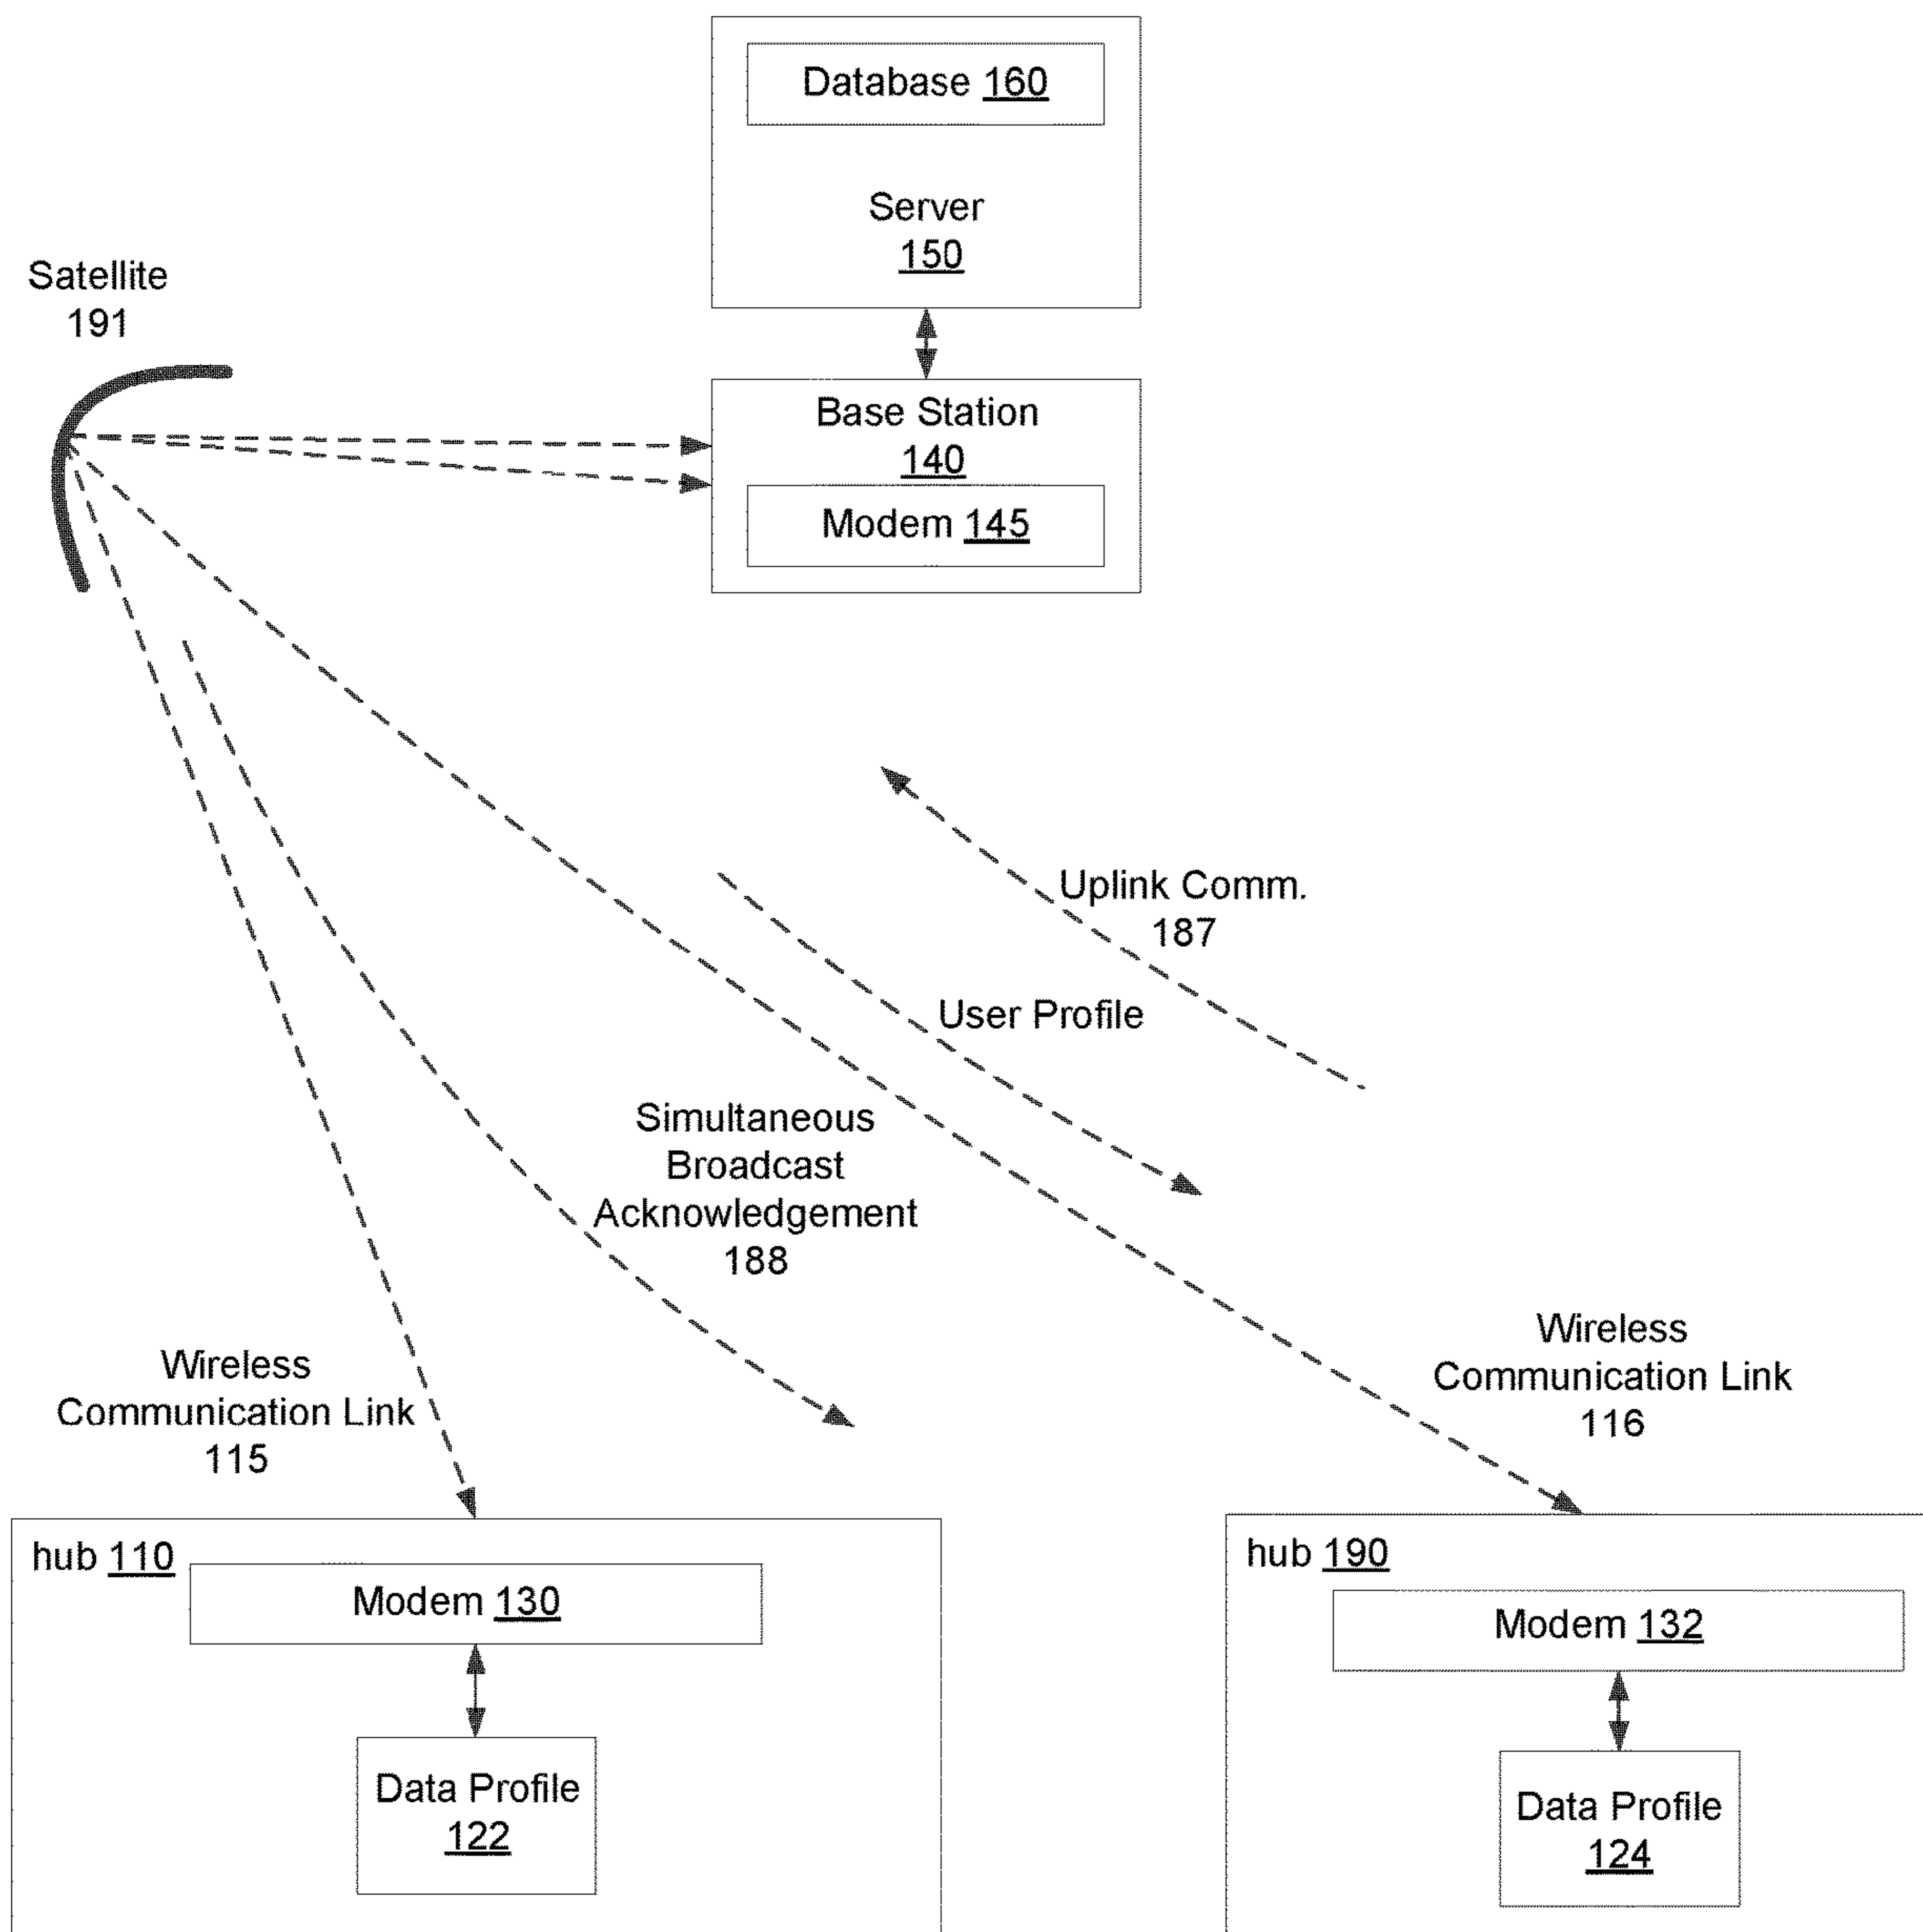 Database 160
Server
150
Satellite
191
Base Station
140
Modem 145
Uplink Comm.
187
User Profile
Simultaneous
Broadcast
Acknowledgement
188
Wireless
Communication Link
115
Wireless
Communication Link
116
hub 110
Modem 130
Data Profile
122
hub 190
Modem 132
Data Profile
124